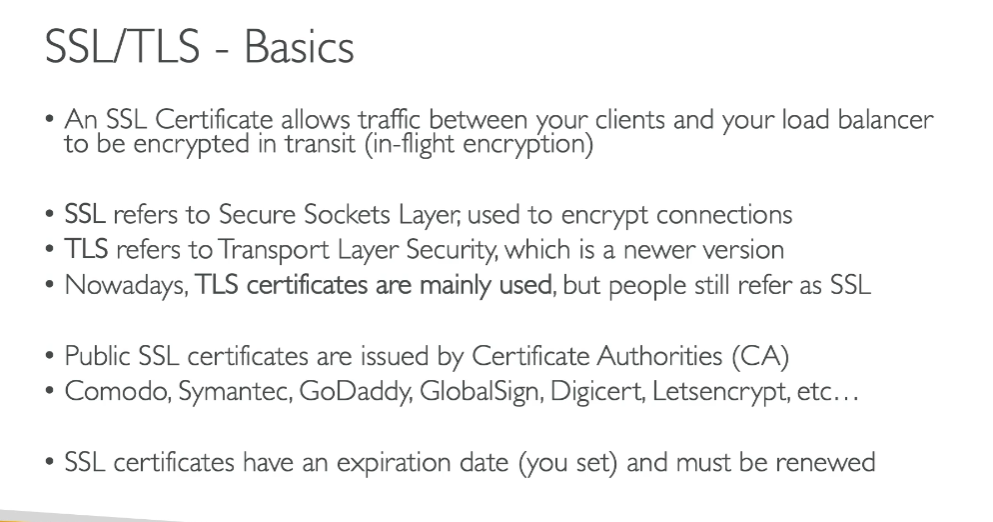 SSL/TLS - Basics
• An SSL Certificate allows traffic between your clients and your load balancer
to be encrypted in transit (in-flight encryption)
• SSL refers to Secure Sockets Layer, used to encrypt connections
• TLS refers to Transport Layer Security, which is a newer version
• Nowadays, TLS certificates are mainly used, but people still refer as SSL
• Public SSL certificates are issued by Certificate Authorities (CA)
• Comodo, Symantec, GoDaddy, GlobalSign, Digicert, Letsencrypt, etc…
• SSL certificates have an expiration date (you set) and must be renewed